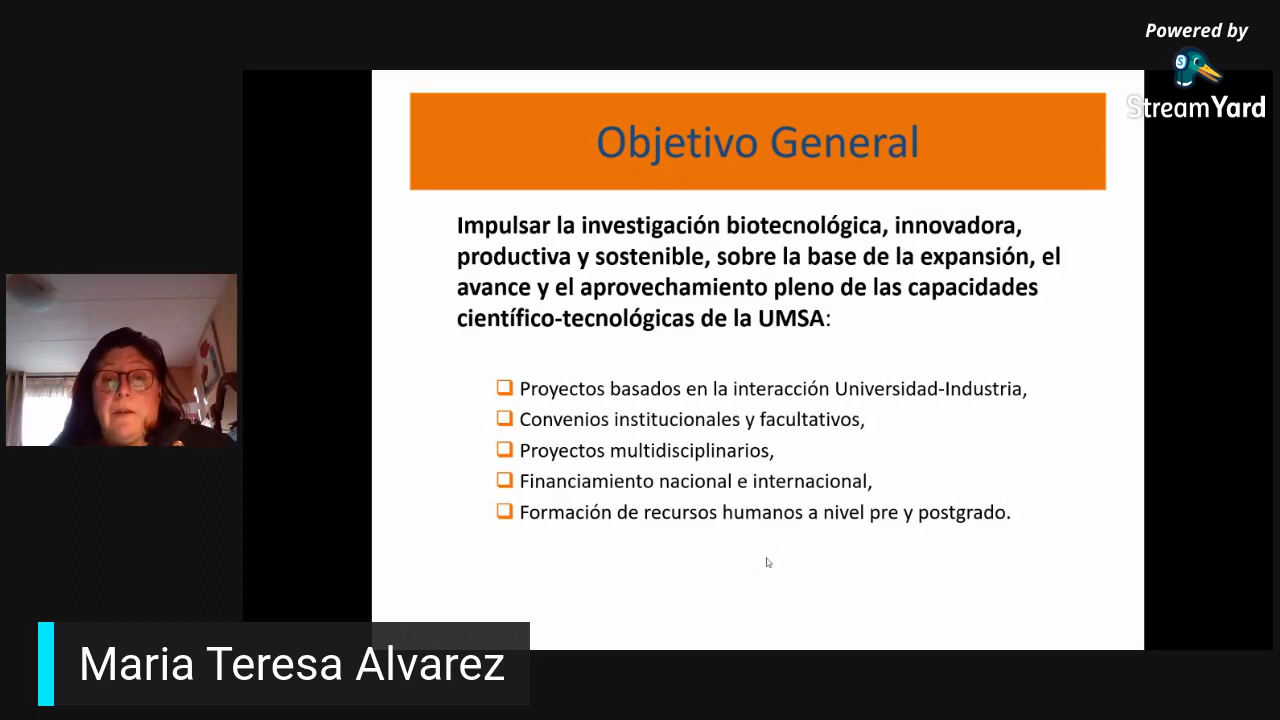 Powered by
StreamYard
Objetivo General
Impulsar la investigación biotecnológica, innovadora,
productiva y sostenible, sobre la base de la expansión, el
avance y el aprovechamiento pleno de las capacidades
científico-tecnológicas de la UMSA:
Proyectos basados en la interacción Universidad-Industria,
Convenios institucionales y facultativos,
Proyectos multidisciplinarios,
Financiamiento nacional e internacional,
Formación de recursos humanos a nivel pre y postgrado.
Maria Teresa Alvarez